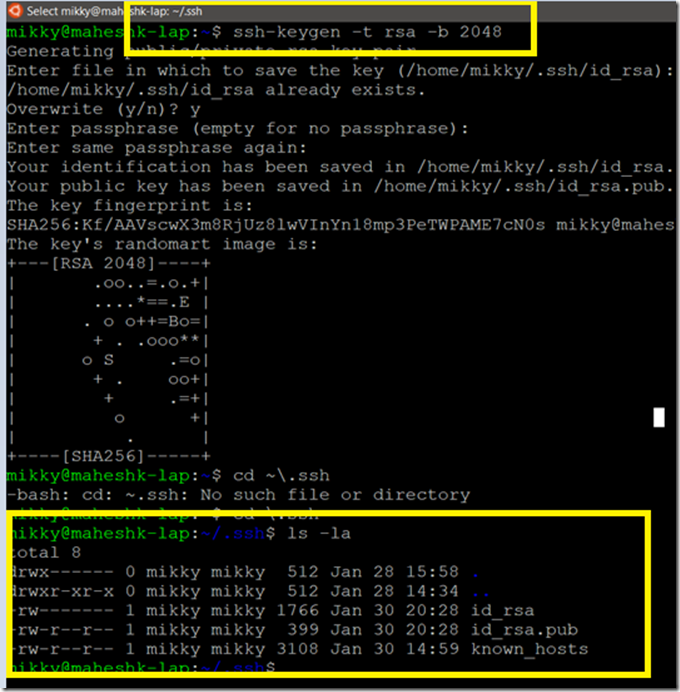 Select mikky@maheshk-lap: ~/.ssh
mikky@maheshk-lap:~$ ssh-keygen -t rsa -b 2048
Generating public/private rsa key pair.
Enter file in which to save the key (/home/mikky/.ssh/id_rsa):
/home/mikky/.ssh/id_rsa already exists.
Overwrite (y/n)? y
Enter passphrase (empty for no passphrase):
Enter same passphrase again:
Your identification has been saved in /home/mikky/.ssh/id_rsa.
Your public key has been saved in /home/mikky/.ssh/id_rsa.pub.
The key fingerprint is:
SHA256:Kf/AAVscwX3m8RjUz8lwVInYn18mp3PeTWPAME7cN0s mikky@mahes
The key's randomart image is:
+---[RSA 2048]----+
|        .oo..=.o.+|
|        ....*==.E |
|       . o o++=Bo=|
|        + . .ooo**|
|       o S     .=o|
|        + .    oo+|
|         +     .=+|
|          o      +|
|           .      |
+----[SHA256]-----+
mikky@maheshk-lap:~$ cd ~\.ssh
-bash: cd: ~.ssh: No such file or directory
mikky@maheshk-lap:~$ cd \.ssh
mikky@maheshk-lap:~/.ssh$ ls -la
total 8
drwx------ 0 mikky mikky  512 Jan 28 15:58 .
drwxr-xr-x 0 mikky mikky  512 Jan 28 14:34 ..
-rw------- 1 mikky mikky 1766 Jan 30 20:28 id_rsa
-rw-r--r-- 1 mikky mikky  399 Jan 30 20:28 id_rsa.pub
-rw-r--r-- 1 mikky mikky 3108 Jan 30 14:59 known_hosts
mikky@maheshk-lap:~/.ssh$